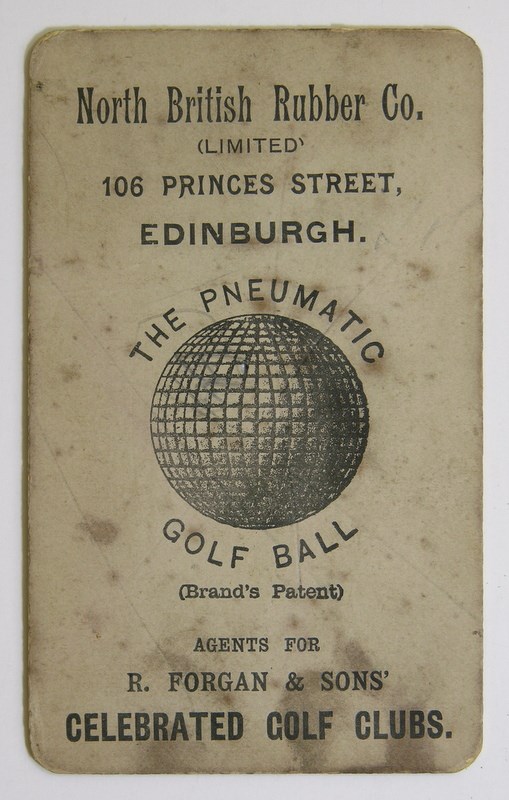 North British Rubber Co.
(LIMITED)
106 PRINCES STREET,
EDINBURGH.
THE PNEUMATIC
GOLF BALL
(Brand's Patent)
AGENTS FOR
R. FORGAN & SONS'
CELEBRATED GOLF CLUBS.